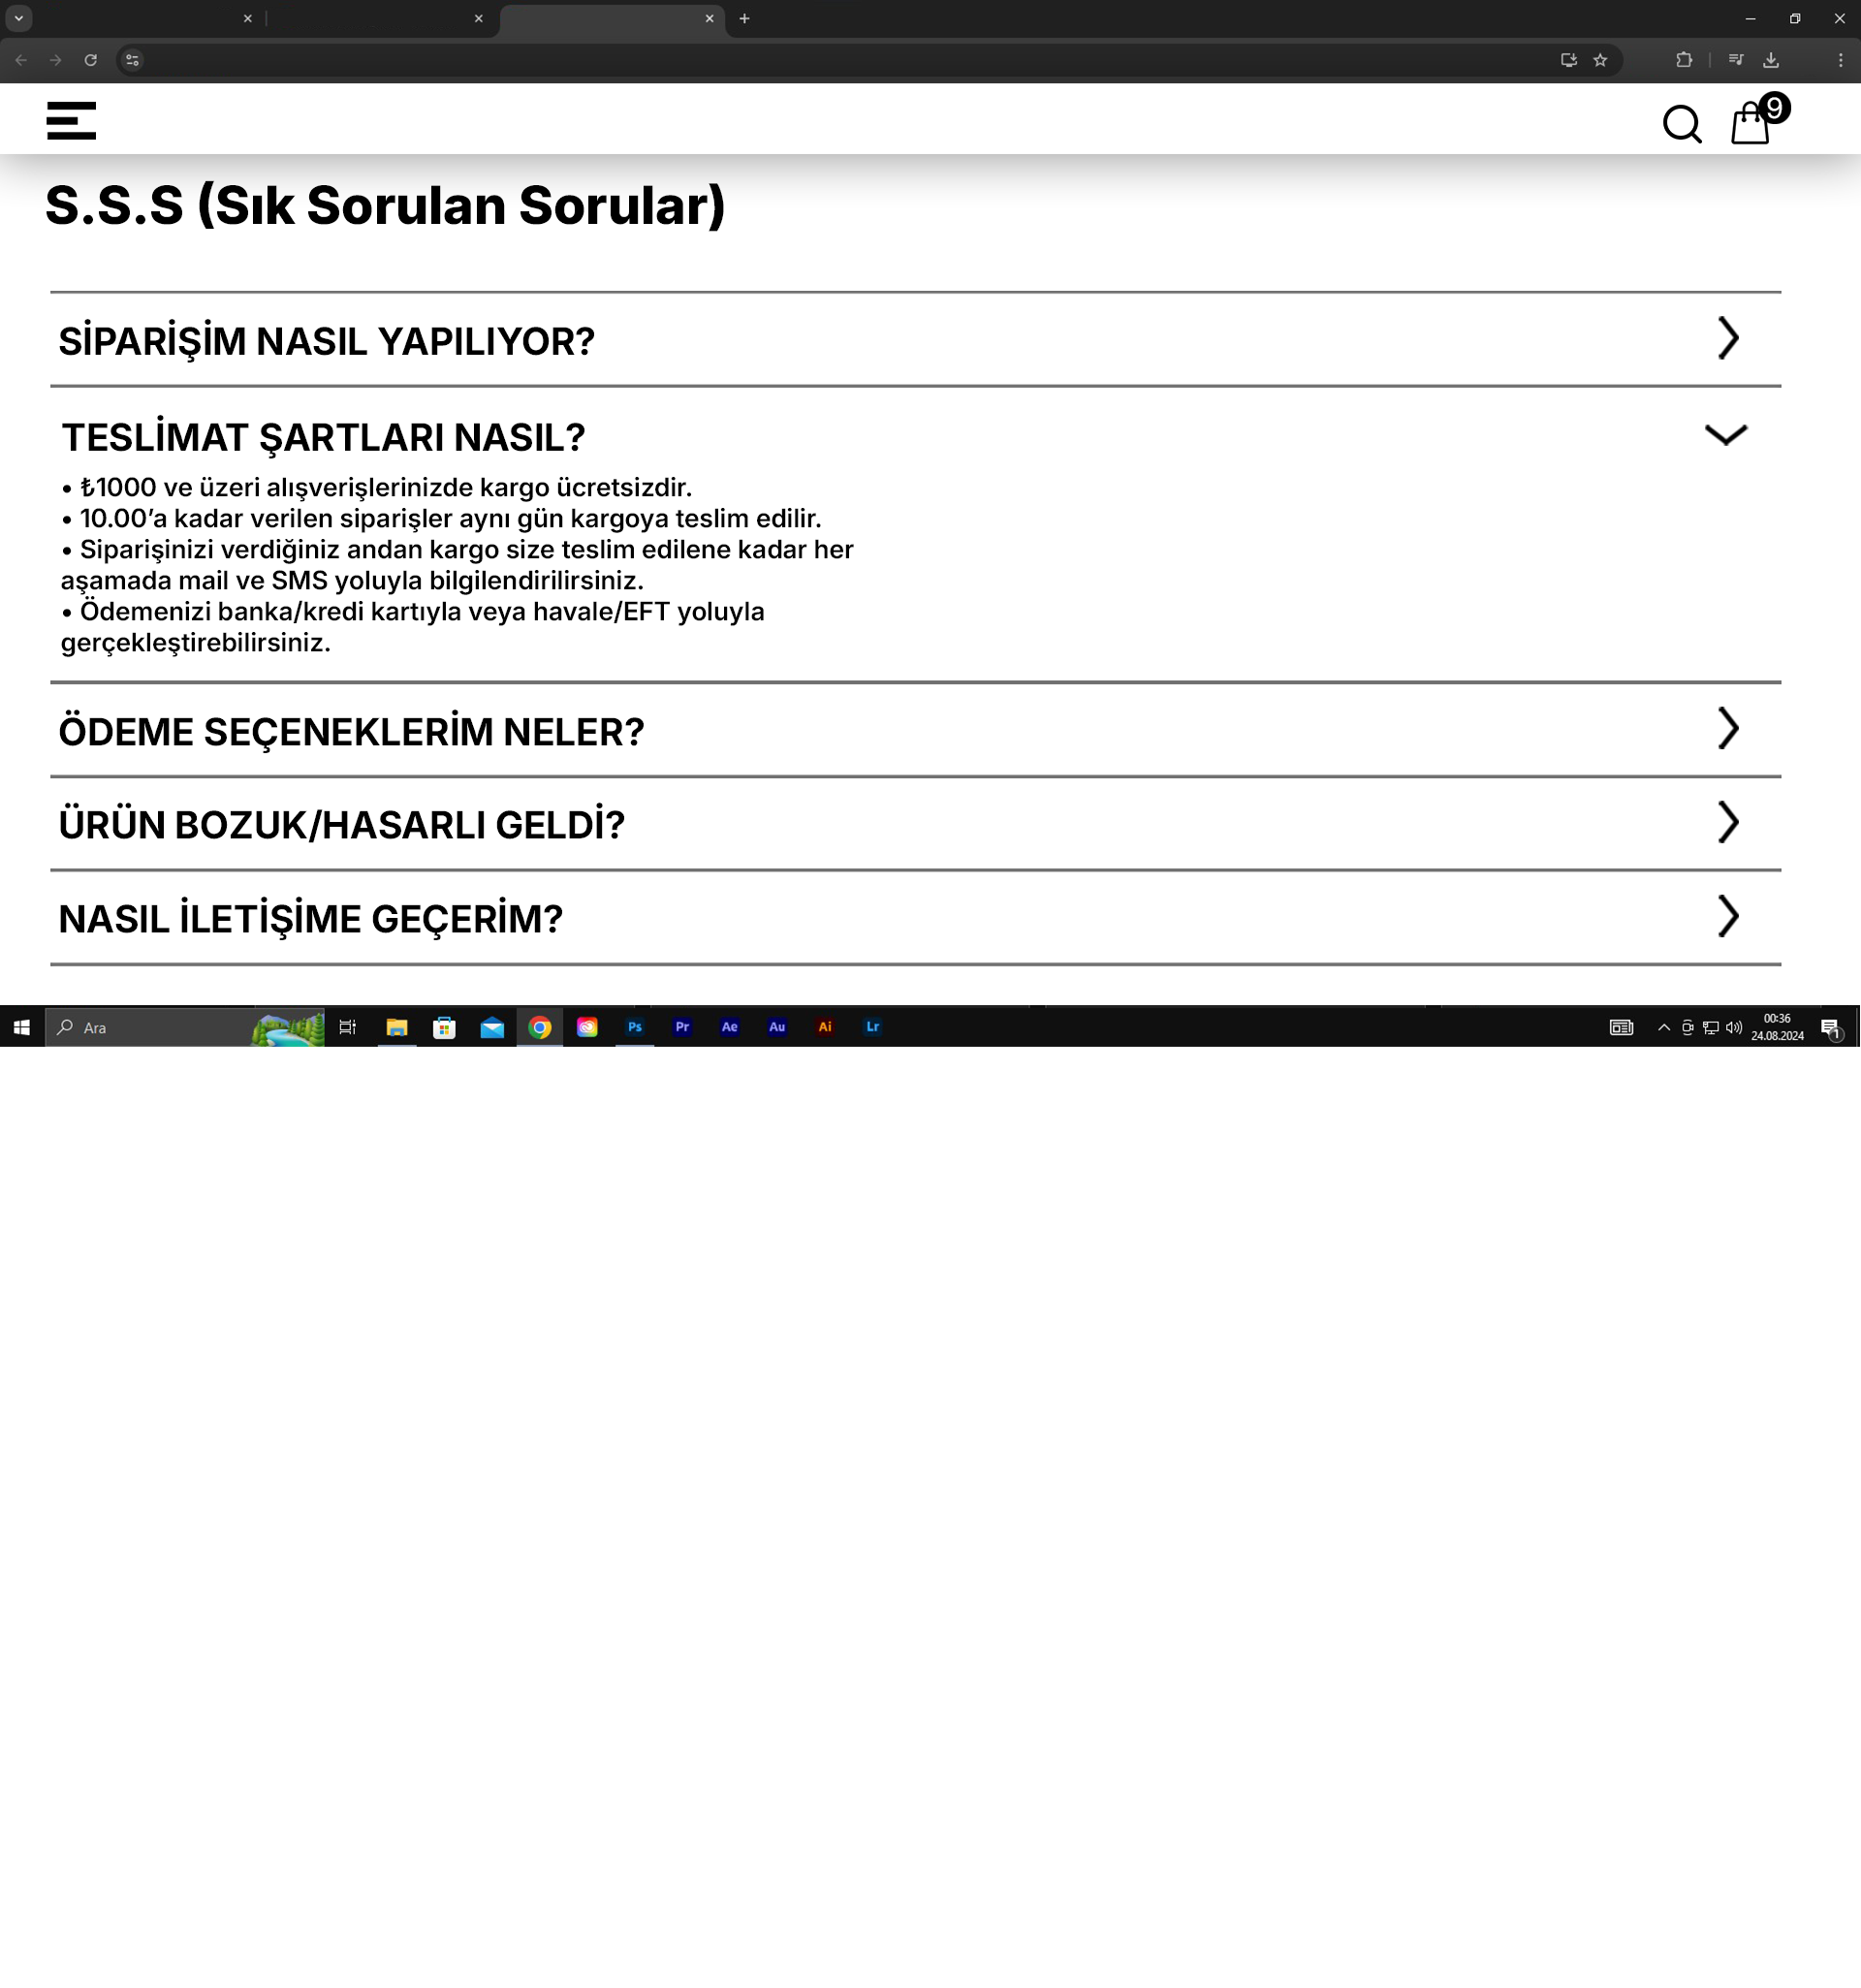 9
S.S.S (Sık Sorulan Sorular)
SİPARİŞİM NASIL YAPILIYOR?
TESLİMAT ŞARTLARI NASIL?
• ₺1000 ve üzeri alışverişlerinizde kargo ücretsizdir.
• 10.00’a kadar verilen siparişler aynı gün kargoya teslim edilir.
• Siparişinizi verdiğiniz andan kargo size teslim edilene kadar her
aşamada mail ve SMS yoluyla bilgilendirilirsiniz.
• Ödemenizi banka/kredi kartıyla veya havale/EFT yoluyla
gerçekleştirebilirsiniz.
ÖDEME SEÇENEKLERİM NELER?
ÜRÜN BOZUK/HASARLI GELDİ?
NASIL İLETİŞİME GEÇERİM?
Ara
Ps Pr Ae Au Ai Lr
00:36
24.08.2024
1